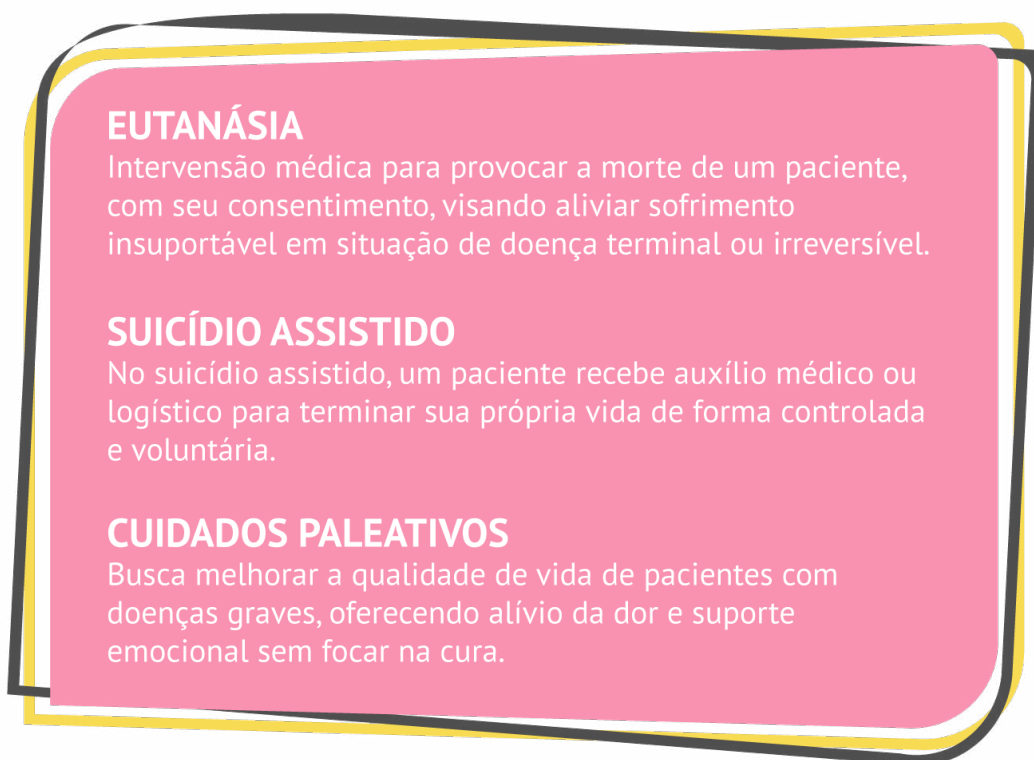 EUTANÁSIA
Intervensão médica para provocar a morte de um paciente,
com seu consentimento, visando aliviar sofrimento
insuportável em situação de doença terminal ou irreversível.
SUICÍDIO ASSISTIDO
No suicídio assistido, um paciente recebe auxílio médico ou
logístico para terminar sua própria vida de forma controlada
e voluntária.
CUIDADOS PALEATIVOS
Busca melhorar a qualidade de vida de pacientes com
doenças graves, oferecendo alívio da dor e suporte
emocional sem focar na cura.